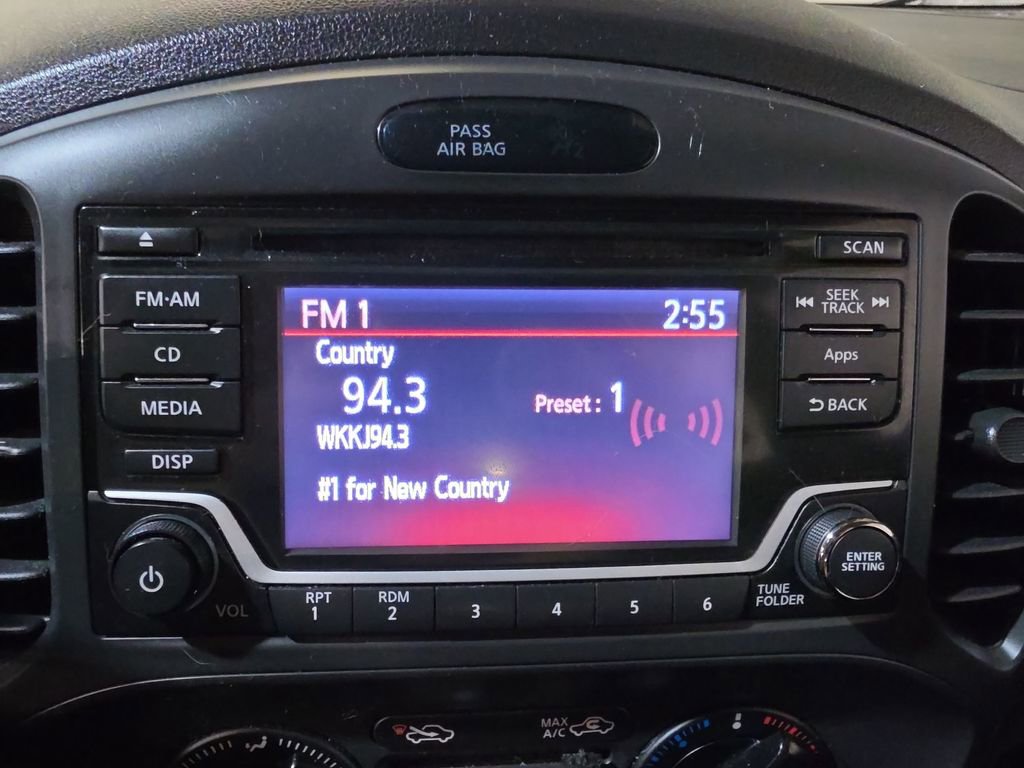 PASS
AIR BAG
SCAN
FM•AM
SEEK
TRACK
CD
Apps
MEDIA
BACK
DISP
FM 1 2:55
Country
94.3
Preset: 1
WKKJ94.3
#1 for New Country
VOL
RPT
1
RDM
2
3
4
5
6
TUNE
FOLDER
ENTER
SETTING
MAX
A/C